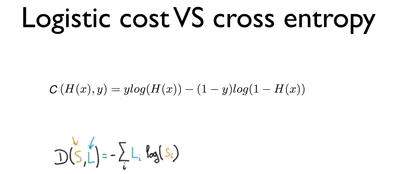 Logistic cost VS cross entropy
C (H(x), y) = ylog(H(x)) − (1 − y)log(1 − H(x))
D(S,L)=-∑ᵢ Lᵢ log(Sᵢ)